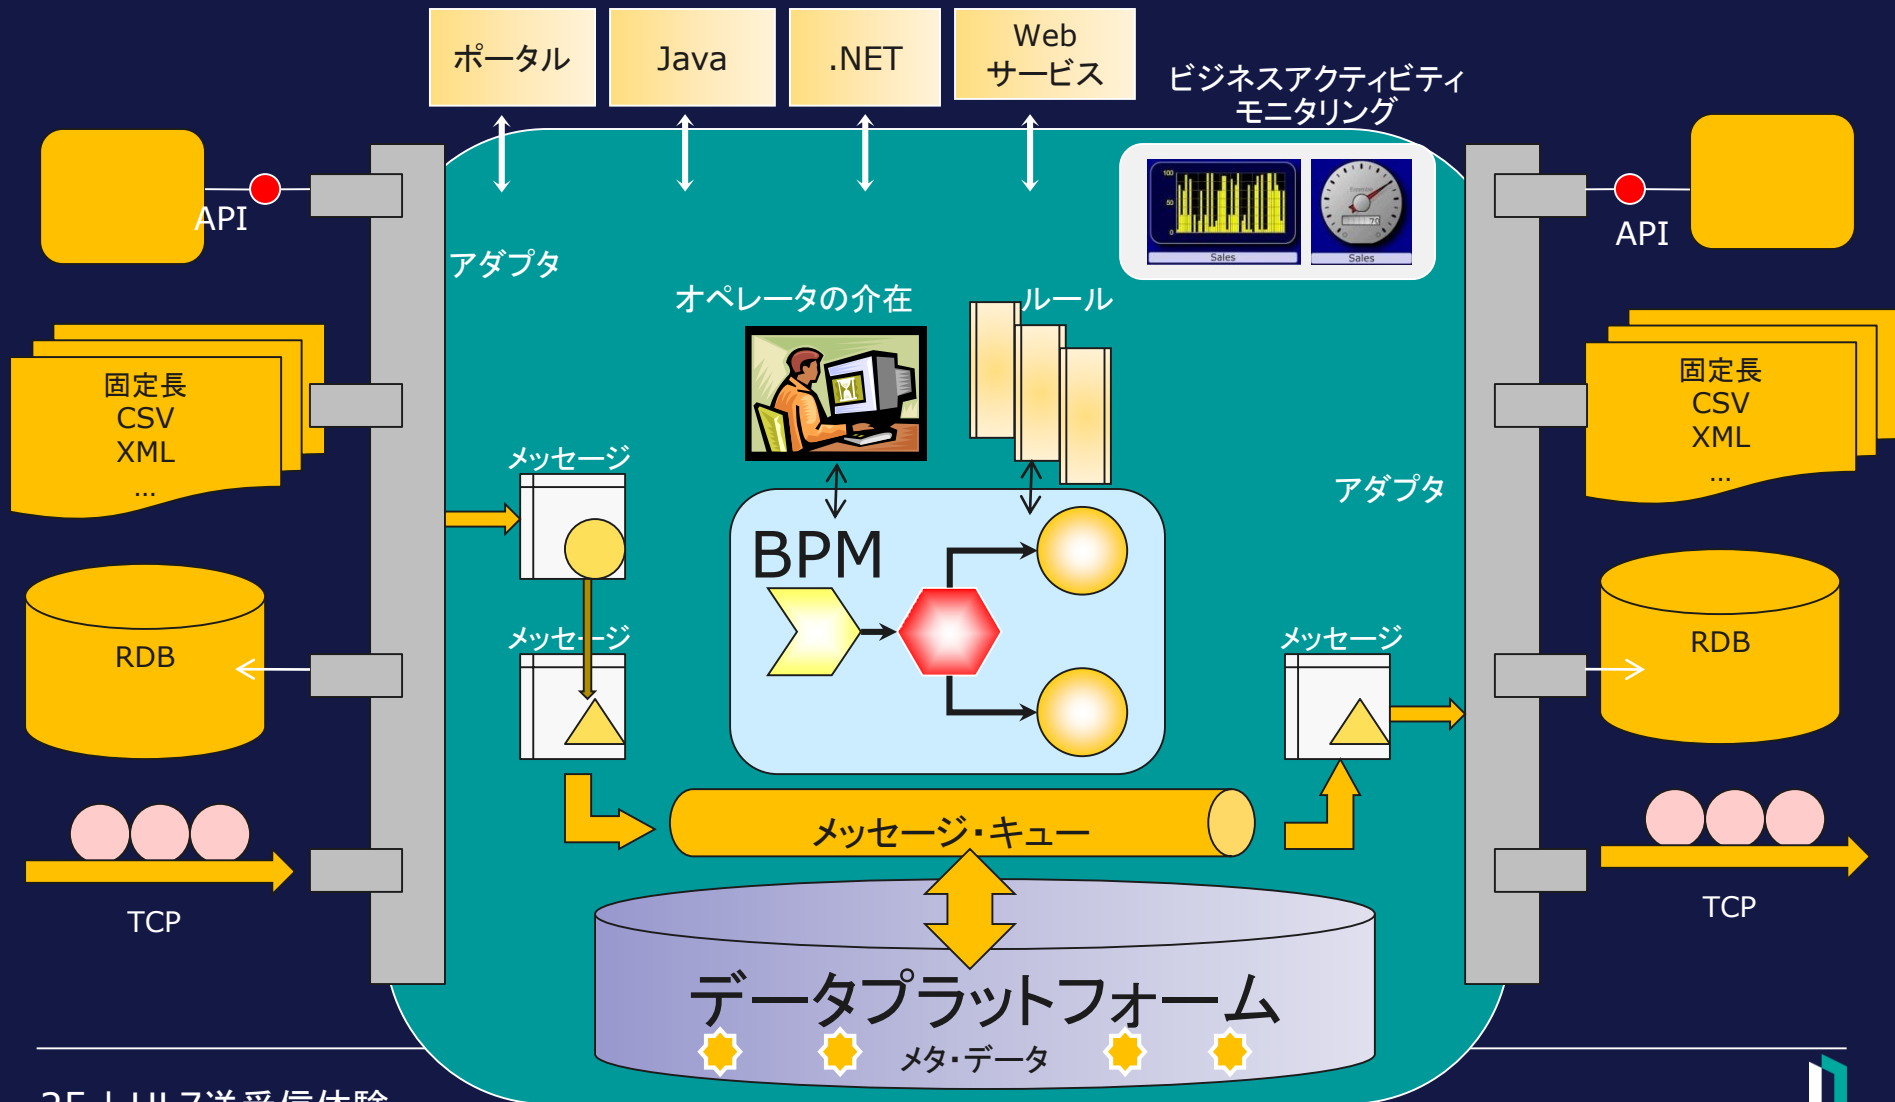 ポータル
Java
.NET
Web
サービス
ビジネスアクティビティ
モニタリング
API
アダプタ
100
50
0
Sales
Sales
API
オペレータの介在
ルール
固定長
CSV
XML
...
メッセージ
BPM
アダプタ
固定長
CSV
XML
...
RDB
メッセージ
メッセージ
RDB
メッセージ・キュー
TCP
TCP
データプラットフォーム
メタ・データ